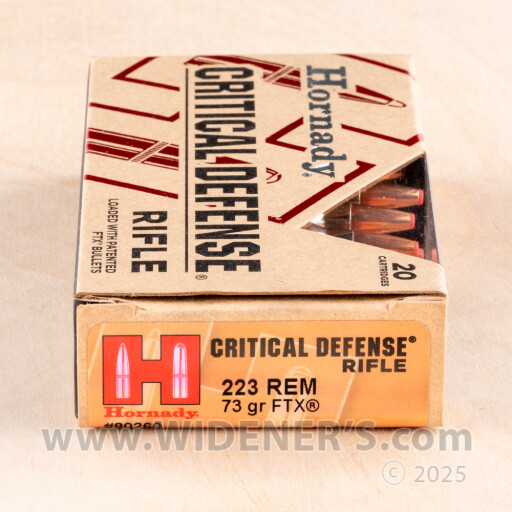 Hornady
CRITICAL DEFENSE®
RIFLE
LOADED WITH PATENTED
FTX® BULLETS
20
CARTRIDGES
CRITICAL DEFENSE®
RIFLE
223 REM
73 gr FTX®
H
Hornady
#80260
WWW.WIDENER'S.com
© 2025